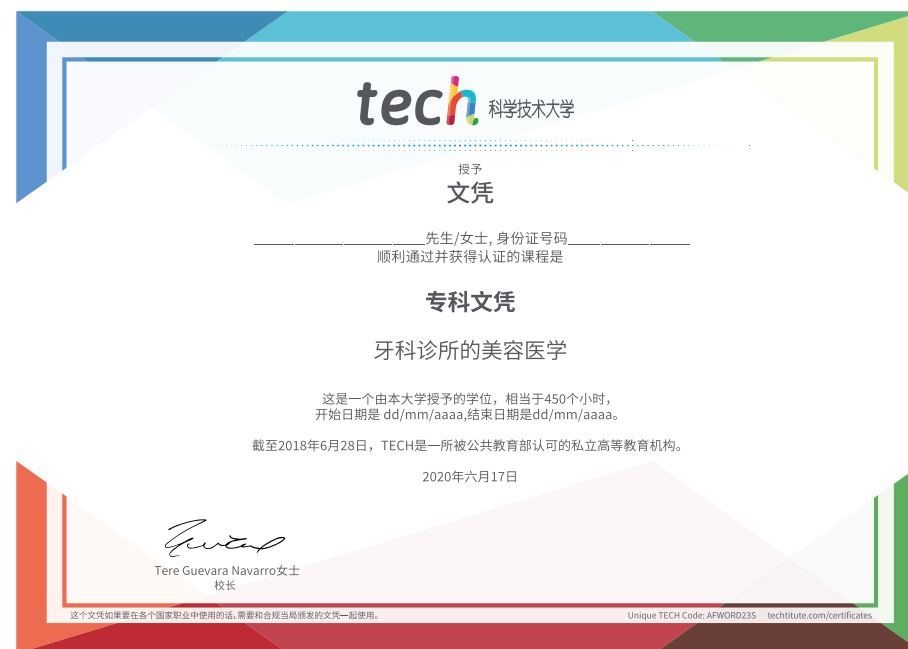 tech 科学技术大学
授予
文凭
先生/女士, 身份证号码
顺利通过并获得认证的课程是
专科文凭
牙科诊所的美容医学
这是一个由本大学授予的学位，相当于450个小时，
开始日期是 dd/mm/aaaa,结束日期是dd/mm/aaaa。
截至2018年6月28日，TECH是一所被公共教育部认可的私立高等教育机构。
2020年六月17日
Tere Guevara Navarro女士
校长
这个文凭如果要在各个国家职业中使用的话,需要和合规当局颁发的文凭一起使用。
Unique TECH Code: AFWORD23S techtitute.com/certificates